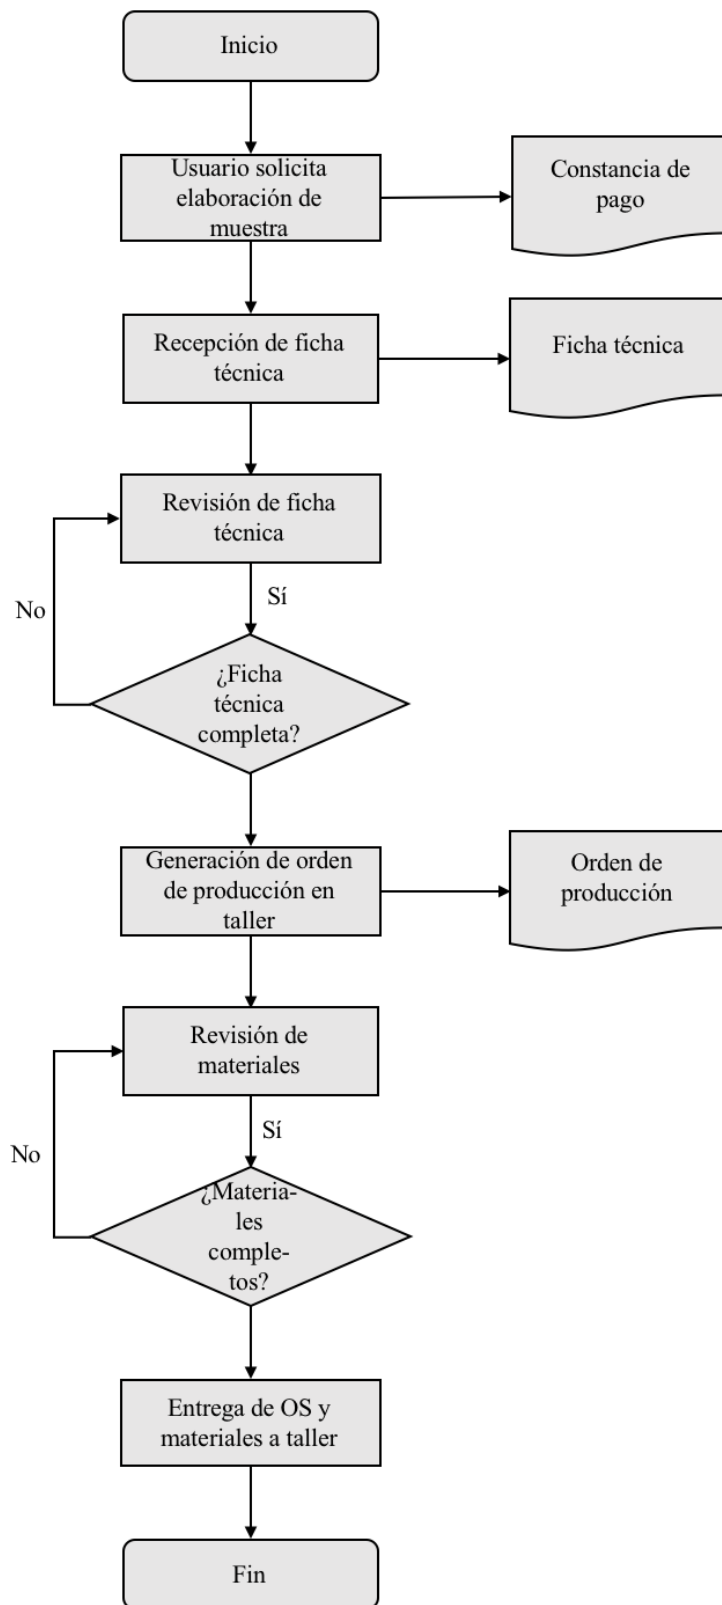 Inicio
Usuario solicita
elaboración de
muestra
Constancia de
pago
Recepción de ficha
técnica
Ficha técnica
Revisión de ficha
técnica
Sí
No
¿Ficha
técnica
completa?
Generación de orden
de producción en
taller
Orden de
producción
Revisión de
materiales
Sí
No
¿Materia-
les
comple-
tos?
Entrega de OS y
materiales a taller
Fin